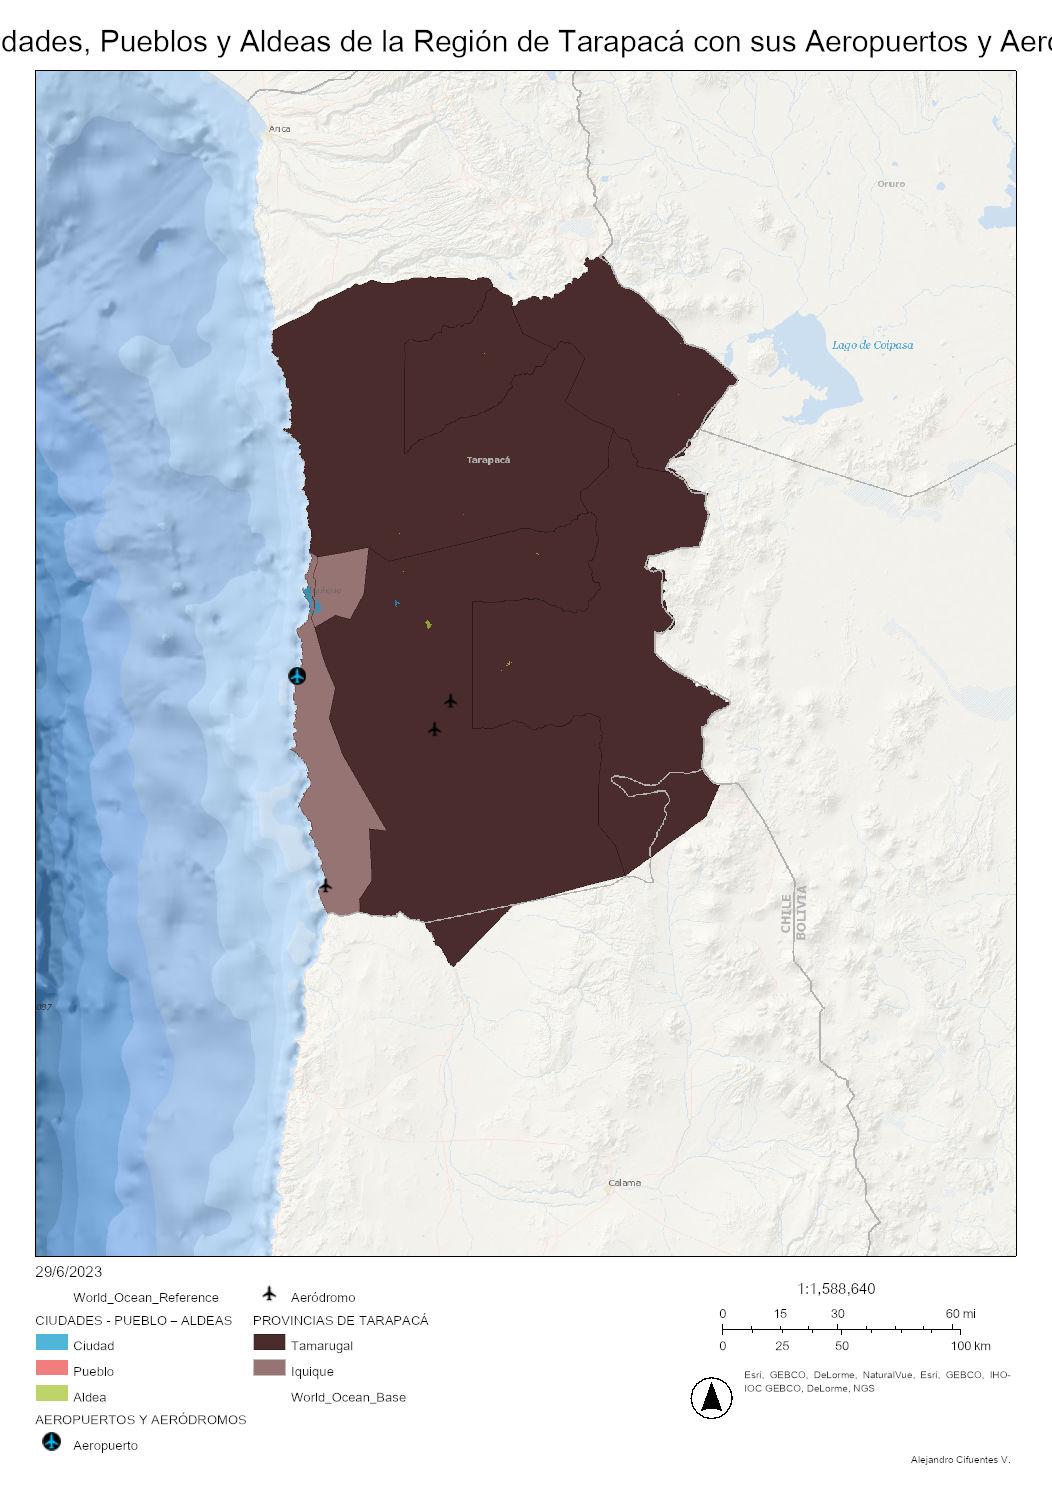 dades, Pueblos y Aldeas de la Región de Tarapacá con sus Aeropuertos y Aero
Arica
Oruro
Lago de Coipasa
Tarapacá
CHILE
BOLIVIA
Calama
29/6/2023
World_Ocean_Reference
CIUDADES - PUEBLO – ALDEAS
Ciudad
Pueblo
Aldea
AEROPUERTOS Y AERÓDROMOS
Aeropuerto
Aeródromo
PROVINCIAS DE TARAPACÁ
Tamarugal
Iquique
World_Ocean_Base
1:1,588,640
0 15 30 60 mi
0 25 50 100 km
Esri, GEBCO, DeLorme, NaturalVue, Esri, GEBCO, IHO-
IOC GEBCO, DeLorme, NGS
Alejandro Cifuentes V.